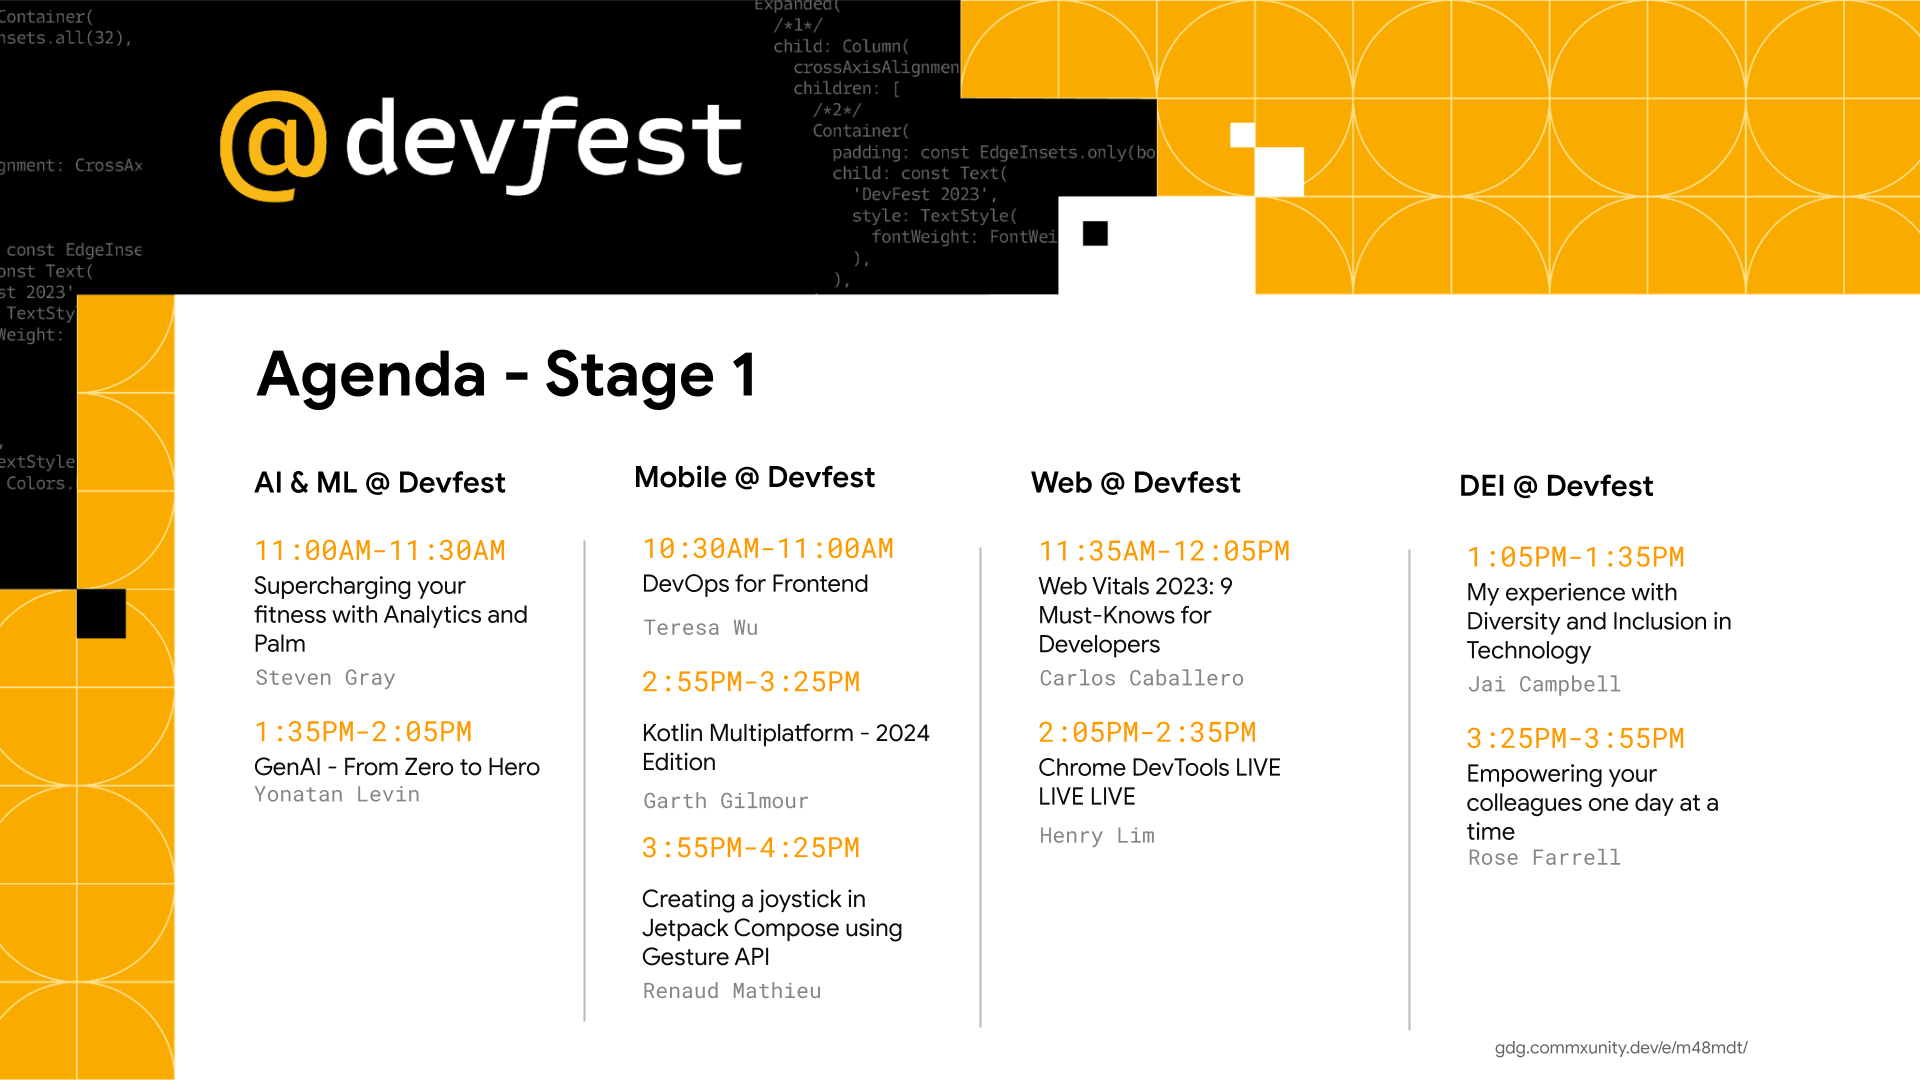 Container(
nsets.all(32),
gnment: CrossAx
const EdgeInse
onst Text(
st 2023'
TextSty
Weight:
extStyle
Colors.
@devfest
Expanded(
/*1*/
child: Column(
crossAxisAlignmen
children: [
/*2*/
Container(
padding: const EdgeInsets.only(bo
child: const Text(
'DevFest 2023',
style: TextStyle(
fontWeight: FontWei
),
),
Agenda - Stage 1
AI & ML @ Devfest
11:00AM-11:30AM
Supercharging your
fitness with Analytics and
Palm
Steven Gray
1:35PM-2:05PM
GenAI - From Zero to Hero
Yonatan Levin
Mobile @ Devfest
10:30AM-11:00AM
DevOps for Frontend
Teresa Wu
2:55PM-3:25PM
Kotlin Multiplatform - 2024
Edition
Garth Gilmour
3:55PM-4:25PM
Creating a joystick in
Jetpack Compose using
Gesture API
Renaud Mathieu
Web @ Devfest
11:35AM-12:05PM
Web Vitals 2023: 9
Must-Knows for
Developers
Carlos Caballero
2:05PM-2:35PM
Chrome DevTools LIVE
LIVE LIVE
Henry Lim
DEI @ Devfest
1:05PM-1:35PM
My experience with
Diversity and Inclusion in
Technology
Jai Campbell
3:25PM-3:55PM
Empowering your
colleagues one day at a
time
Rose Farrell
gdg.commxunity.dev/e/m48mdt/